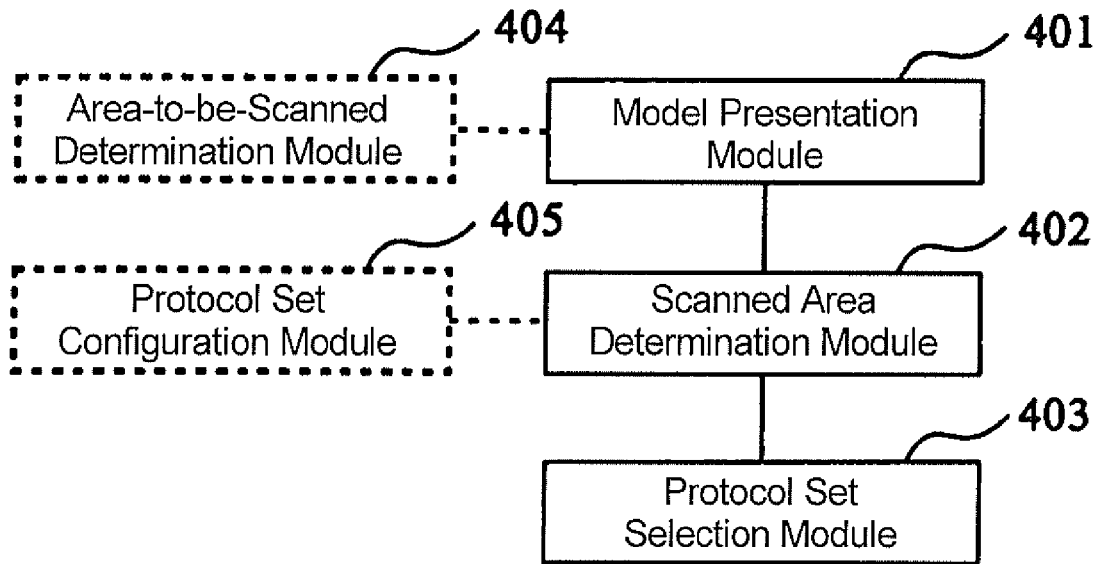 404
401
Area-to-be-Scanned
Determination Module
Model Presentation
Module
405
402
Protocol Set
Configuration Module
Scanned Area
Determination Module
403
Protocol Set
Selection Module